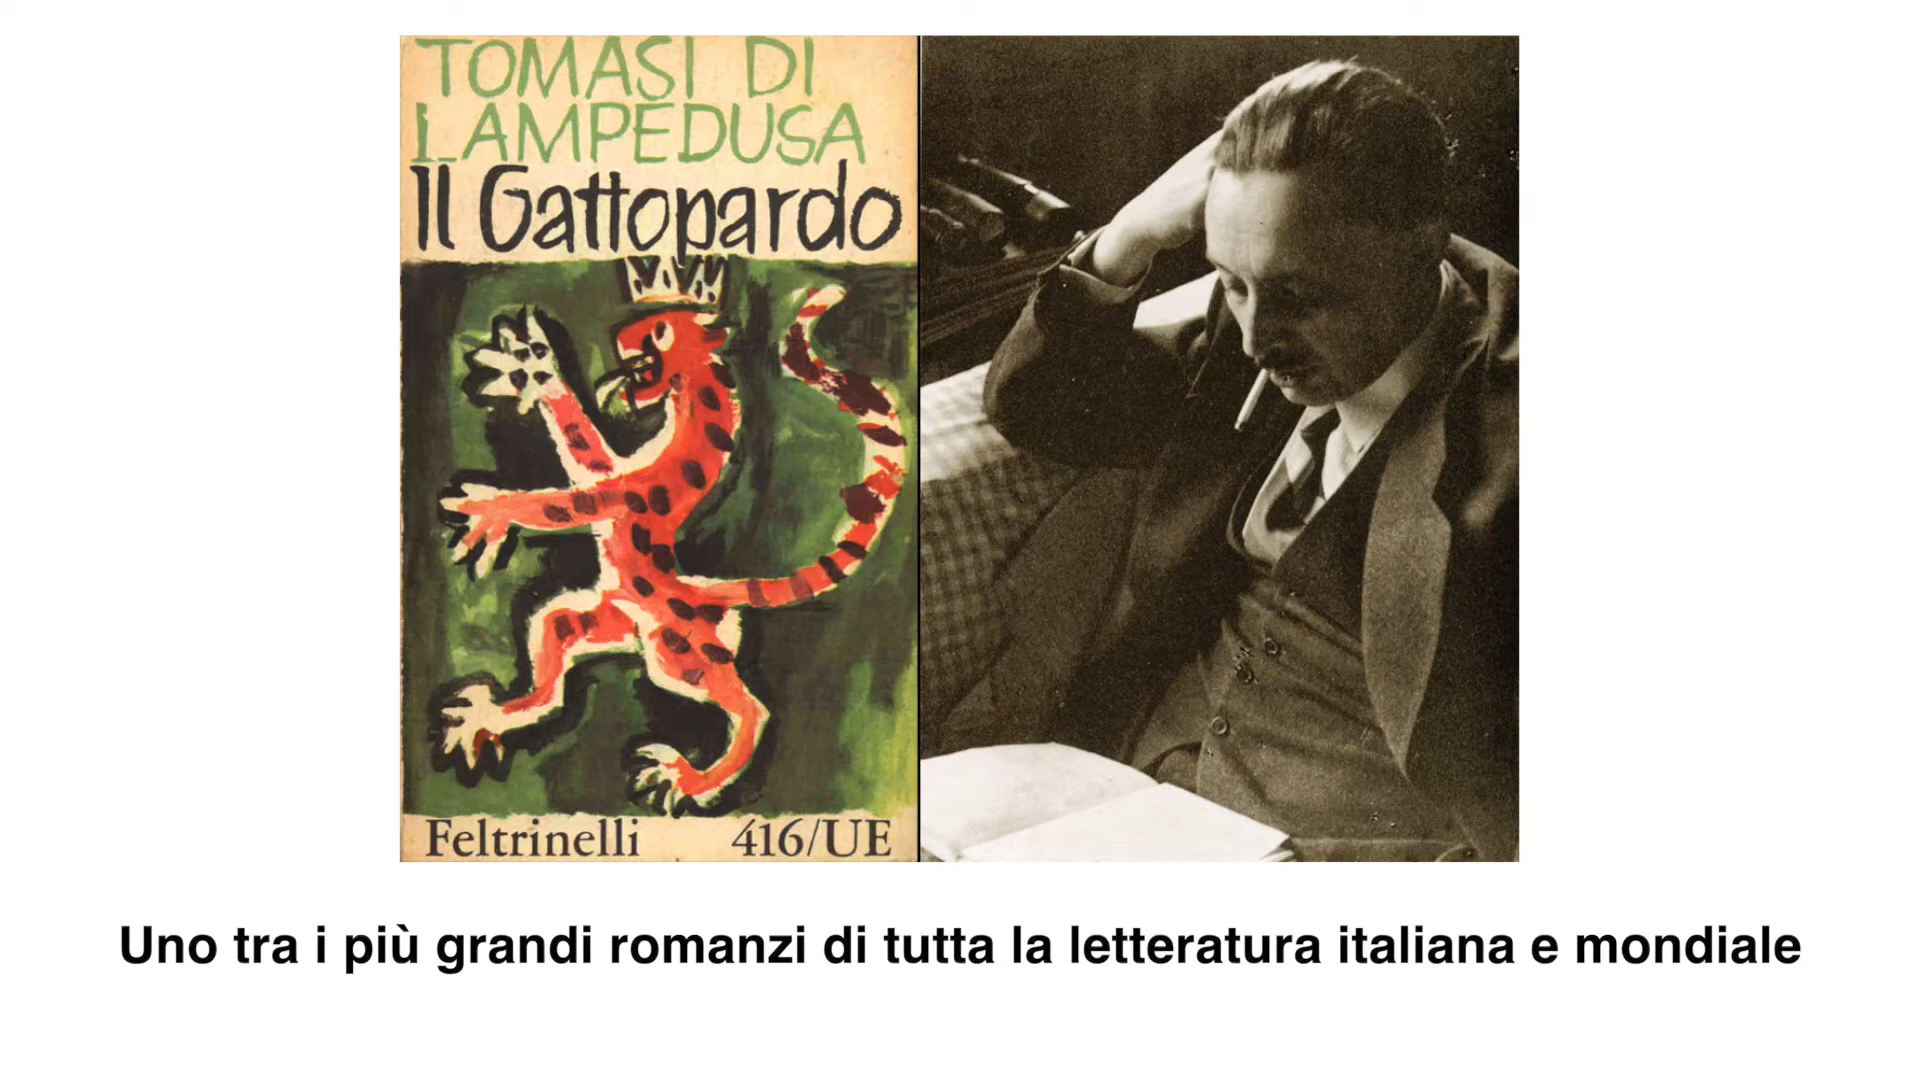 TOMASI DI
LAMPEDUSA
Il Gattopardo
Feltrinelli 416/UE
Uno tra i più grandi romanzi di tutta la letteratura italiana e mondiale